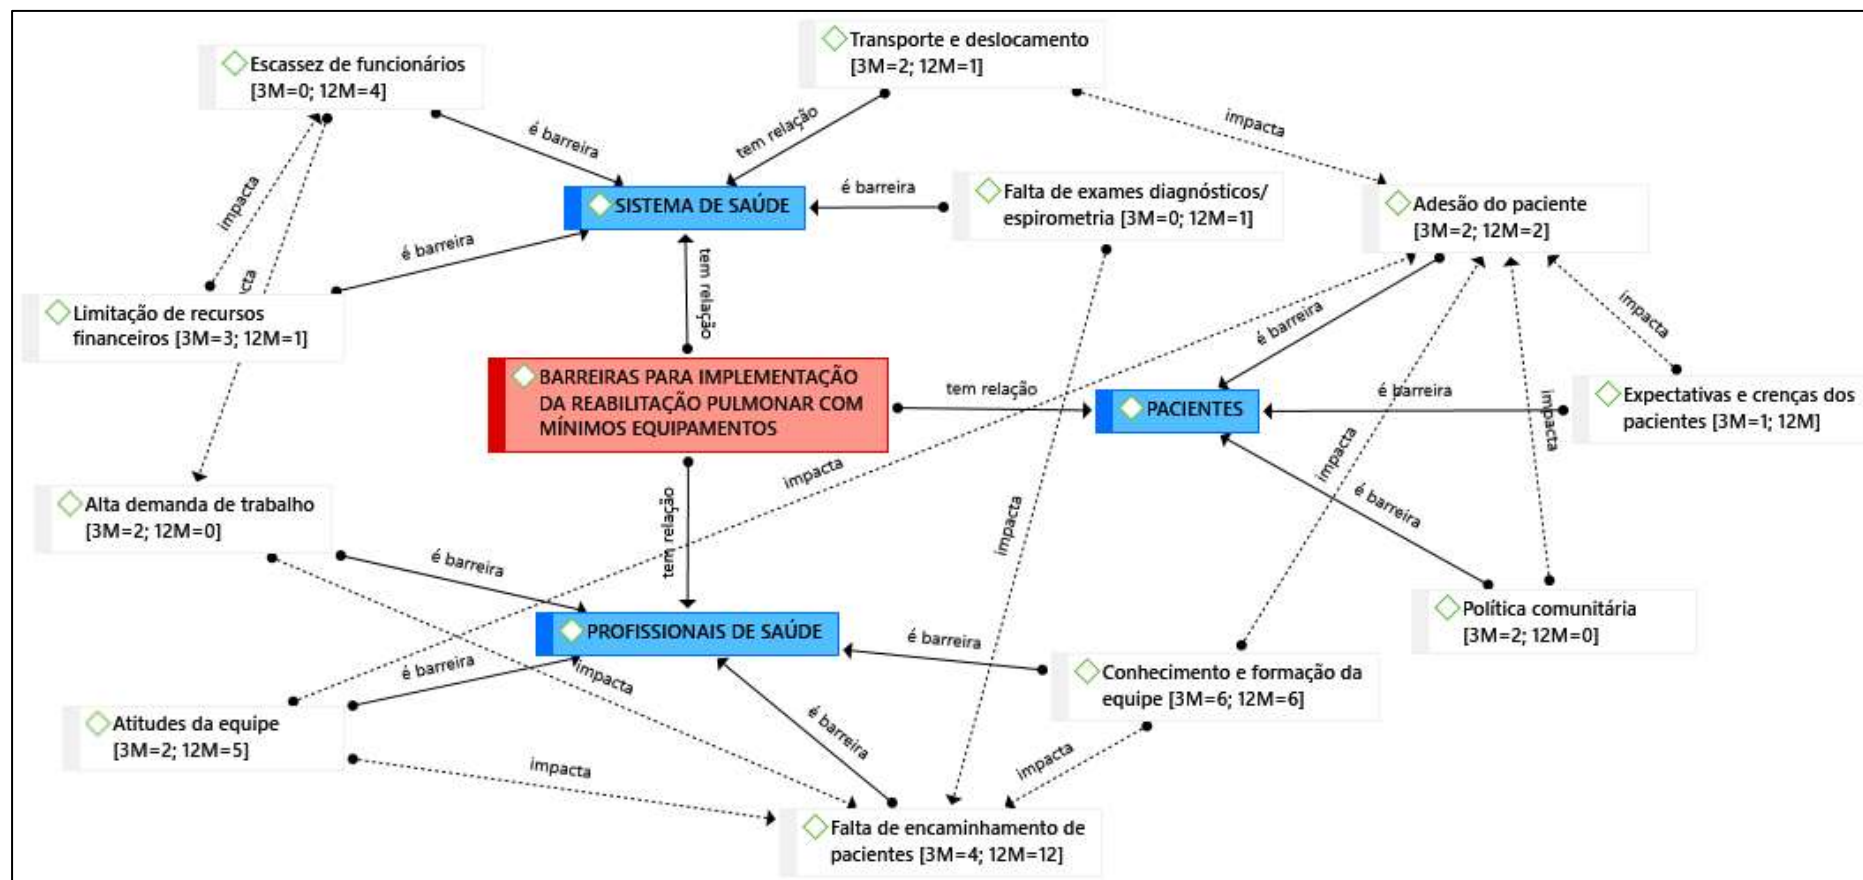 Transporte e deslocamento
[3M=2; 12M=1]
Escassez de funcionários
[3M=0; 12M=4]
é barreira
tem relação
impacta
SISTEMA DE SAÚDE
é barreira
Falta de exames diagnósticos/
espirometria [3M=0; 12M=1]
Adesão do paciente
[3M=2; 12M=2]
impacta
é barreira
tem relação
Limitação de recursos
financeiros [3M=3; 12M=1]
é barreira
impacta
BARREIRAS PARA IMPLEMENTAÇÃO
DA REABILITAÇÃO PULMONAR COM
MÍNIMOS EQUIPAMENTOS
tem relação
PACIENTES
é barreira
Expectativas e crenças dos
pacientes [3M=1; 12M]
impacta
impacta
impacta
é barreira
Alta demanda de trabalho
[3M=2; 12M=0]
tem relação
impacta
é barreira
Política comunitária
[3M=2; 12M=0]
PROFISSIONAIS DE SAÚDE
é barreira
é barreira
impacta
Conhecimento e formação da
equipe [3M=6; 12M=6]
Atitudes da equipe
[3M=2; 12M=5]
é barreira
impacta
impacta
Falta de encaminhamento de
pacientes [3M=4; 12M=12]